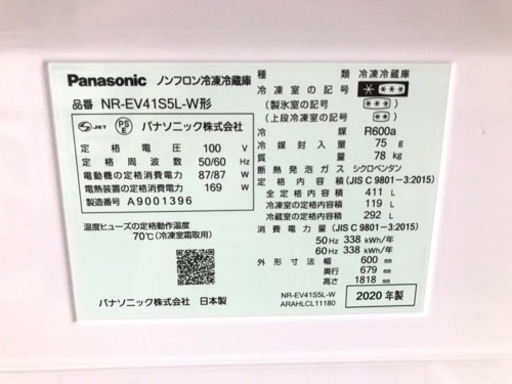 Panasonic ノンフロン冷凍冷蔵庫
品番 NR-EV41S5L-W形
JET PS E パナソニック株式会社
定格電圧 100 V
定格周波数 50/60 Hz
電動機の定格消費電力 87/87 W
電熱装置の定格消費電力 169 W
製造番号 A9001396
温度ヒューズの定格動作温度
70℃(冷凍室霜取用)
パナソニック株式会社 日本製
種類 冷凍冷蔵庫
冷凍室の記号
(製氷室の記号)
(上段冷凍室の記号)
冷媒 R600a
冷媒封入量 75 g
質量 78 kg
断熱発泡ガス シクロペンタン
定格内容積 (JIS C 9801-3:2015)
全定格内容積 411 L
冷凍室の定格内容積 119 L
冷蔵室の定格内容積 292 L
消費電力量 (JIS C 9801-3:2015)
50Hz 338 kWh/年
60Hz 338 kWh/年
外形寸法 幅 600 mm
奥行 679 mm
高さ 1818 mm
NR-EV41S5L-W
ARAHLCL11180
2020年製